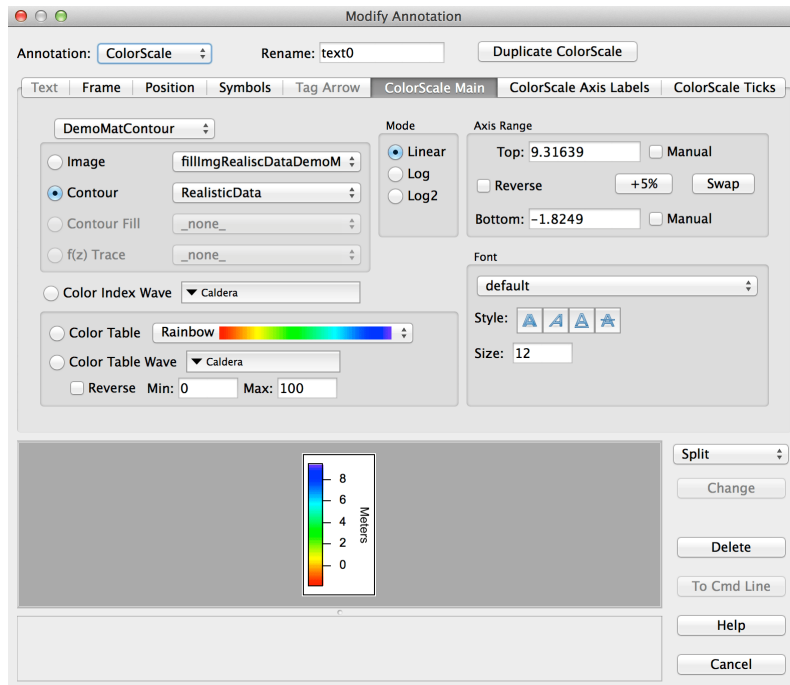 Modify Annotation
Annotation: ColorScale Rename: text0 Duplicate ColorScale
Text Frame Position Symbols Tag Arrow ColorScale Main ColorScale Axis Labels ColorScale Ticks
DemoMatContour
Image fillImgRealiscDataDemoM
Contour RealisticData
Contour Fill _none_
f(z) Trace _none_
Mode
Linear
Log
Log2
Axis Range
Top: 9.31639 Manual
Reverse +5% Swap
Bottom: -1.8249 Manual
Color Index Wave Caldera
Color Table Rainbow
Color Table Wave Caldera
Reverse Min: 0 Max: 100
Font
default
Style: A A A A
Size: 12
8
6
4
2
0
Meters
Split
Change
Delete
To Cmd Line
Help
Cancel